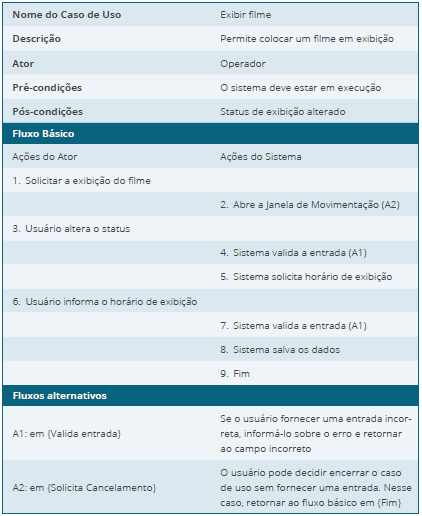 Nome do Caso de Uso Exibir filme
Descrição Permite colocar um filme em exibição
Ator Operador
Pré-condições O sistema deve estar em execução
Pós-condições Status de exibição alterado
Fluxo Básico
Ações do Ator Ações do Sistema
1. Solicitar a exibição do filme
2. Abre a Janela de Movimentação (A2)
3. Usuário altera o status
4. Sistema valida a entrada (A1)
5. Sistema solicita horário de exibição
6. Usuário informa o horário de exibição
7. Sistema valida a entrada (A1)
8. Sistema salva os dados
9. Fim
Fluxos alternativos
A1: em {Valida entrada}
Se o usuário fornecer uma entrada incor-
reta, informá-lo sobre o erro e retornar
ao campo incorreto
A2: em {Solicita Cancelamento}
O usuário pode decidir encerrar o caso
de uso sem fornecer uma entrada. Nesse
caso, retornar ao fluxo básico em {Fim}